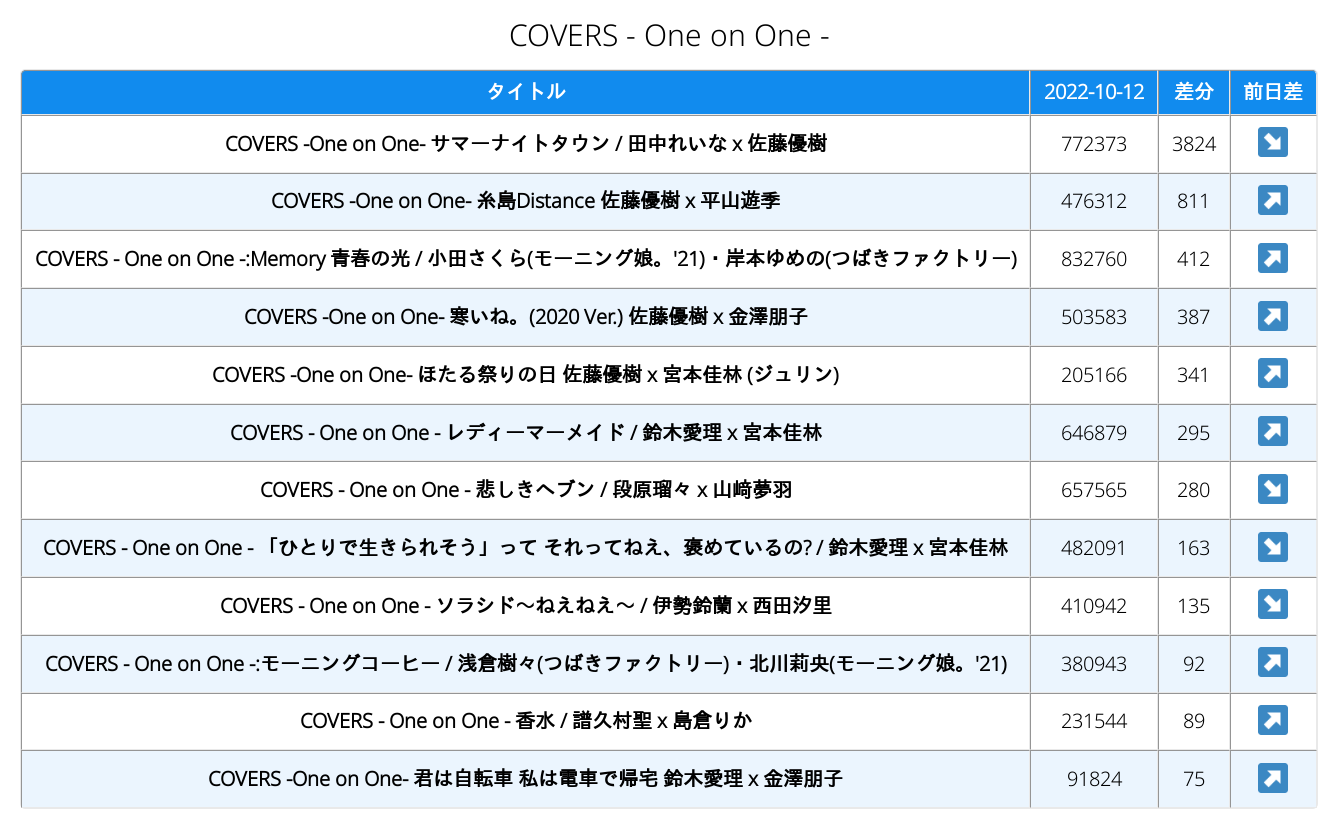 COVERS - One on One -
タイトル 2022-10-12 差分 前日差
COVERS -One on One- サマーナイトタウン / 田中れいな x 佐藤優樹 772373 3824
COVERS -One on One- 糸島Distance 佐藤優樹 x 平山遊季 476312 811
COVERS - One on One -:Memory 青春の光 / 小田さくら(モーニング娘。'21)・岸本ゆめの(つばきファクトリー) 832760 412
COVERS -One on One- 寒いね。(2020 Ver.) 佐藤優樹 x 金澤朋子 503583 387
COVERS -One on One- ほたる祭りの日 佐藤優樹 x 宮本佳林 (ジュリン) 205166 341
COVERS - One on One - レディーマーメイド / 鈴木愛理 x 宮本佳林 646879 295
COVERS - One on One - 悲しきヘブン / 段原瑠々 x 山﨑夢羽 657565 280
COVERS - One on One - 「ひとりで生きられそう」って それってねえ、褒めているの? / 鈴木愛理 x 宮本佳林 482091 163
COVERS - One on One - ソラシド～ねえねえ～ / 伊勢鈴蘭 x 西田汐里 410942 135
COVERS - One on One -:モーニングコーヒー / 浅倉樹々(つばきファクトリー)・北川莉央(モーニング娘。'21) 380943 92
COVERS - One on One - 香水 / 譜久村聖 x 島倉りか 231544 89
COVERS -One on One- 君は自転車 私は電車で帰宅 鈴木愛理 x 金澤朋子 91824 75